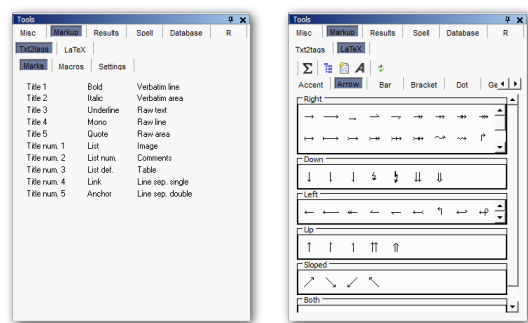 Tools
Misc Markup Results Spell Database R
Txt2tags LaTeX
Marks Macros Settings
Title 1 Bold Verbatim line
Title 2 Italic Verbatim area
Title 3 Underline Raw text
Title 4 Mono Raw line
Title 5 Quote Raw area
Title num. 1 List Image
Title num. 2 List num. Comments
Title num. 3 List def. Table
Title num. 4 Link Line sep. single
Title num. 5 Anchor Line sep. double
Tools
Misc Markup Results Spell Database R
Txt2tags LaTeX
Σ A
Accent Arrow Bar Bracket Dot Ge
Right
Down
Left
Up
Sloped
Both